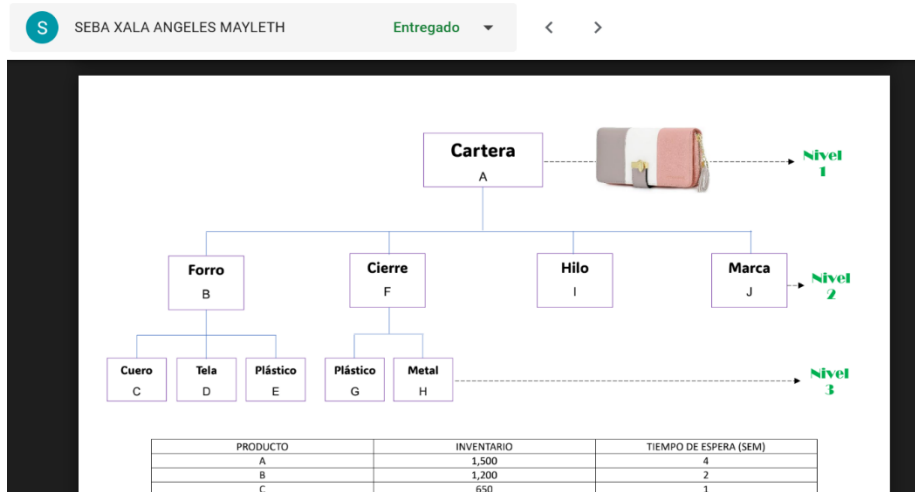 S SEBA XALA ANGELES MAYLETH Entregado
Cartera
A
Nivel
1
Forro
B
Cierre
F
Hilo
I
Marca
J
Nivel
2
Cuero
C
Tela
D
Plástico
E
Plástico
G
Metal
H
Nivel
3
PRODUCTO INVENTARIO TIEMPO DE ESPERA (SEM)
A 1,500 4
B 1,200 2
C 650 1